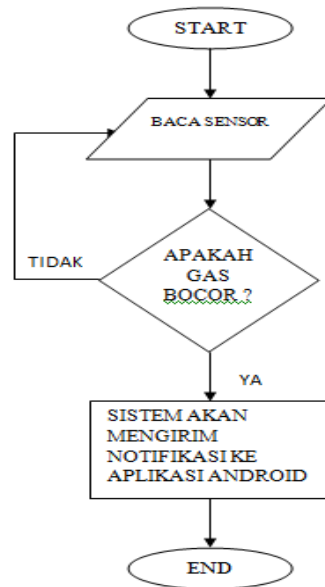 START
BACA SENSOR
APAKAH
GAS
BOCOR ?
TIDAK
YA
SISTEM AKAN
MENGIRIM
NOTIFIKASI KE
APLIKASI ANDROID
END